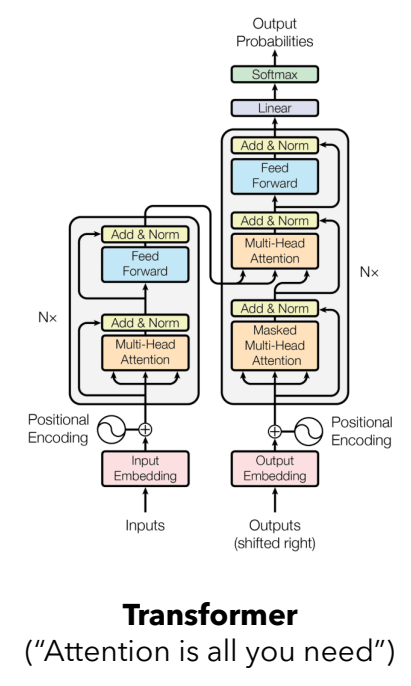 Output
Probabilities
Softmax
Linear
Add & Norm
Feed
Forward
Add & Norm
Multi-Head
Attention
Add & Norm
Masked
Multi-Head
Attention
Nx
Add & Norm
Feed
Forward
Add & Norm
Multi-Head
Attention
Nx
Positional
Encoding
Positional
Encoding
Input
Embedding
Output
Embedding
Inputs
Outputs
(shifted right)
Transformer
(“Attention is all you need”)